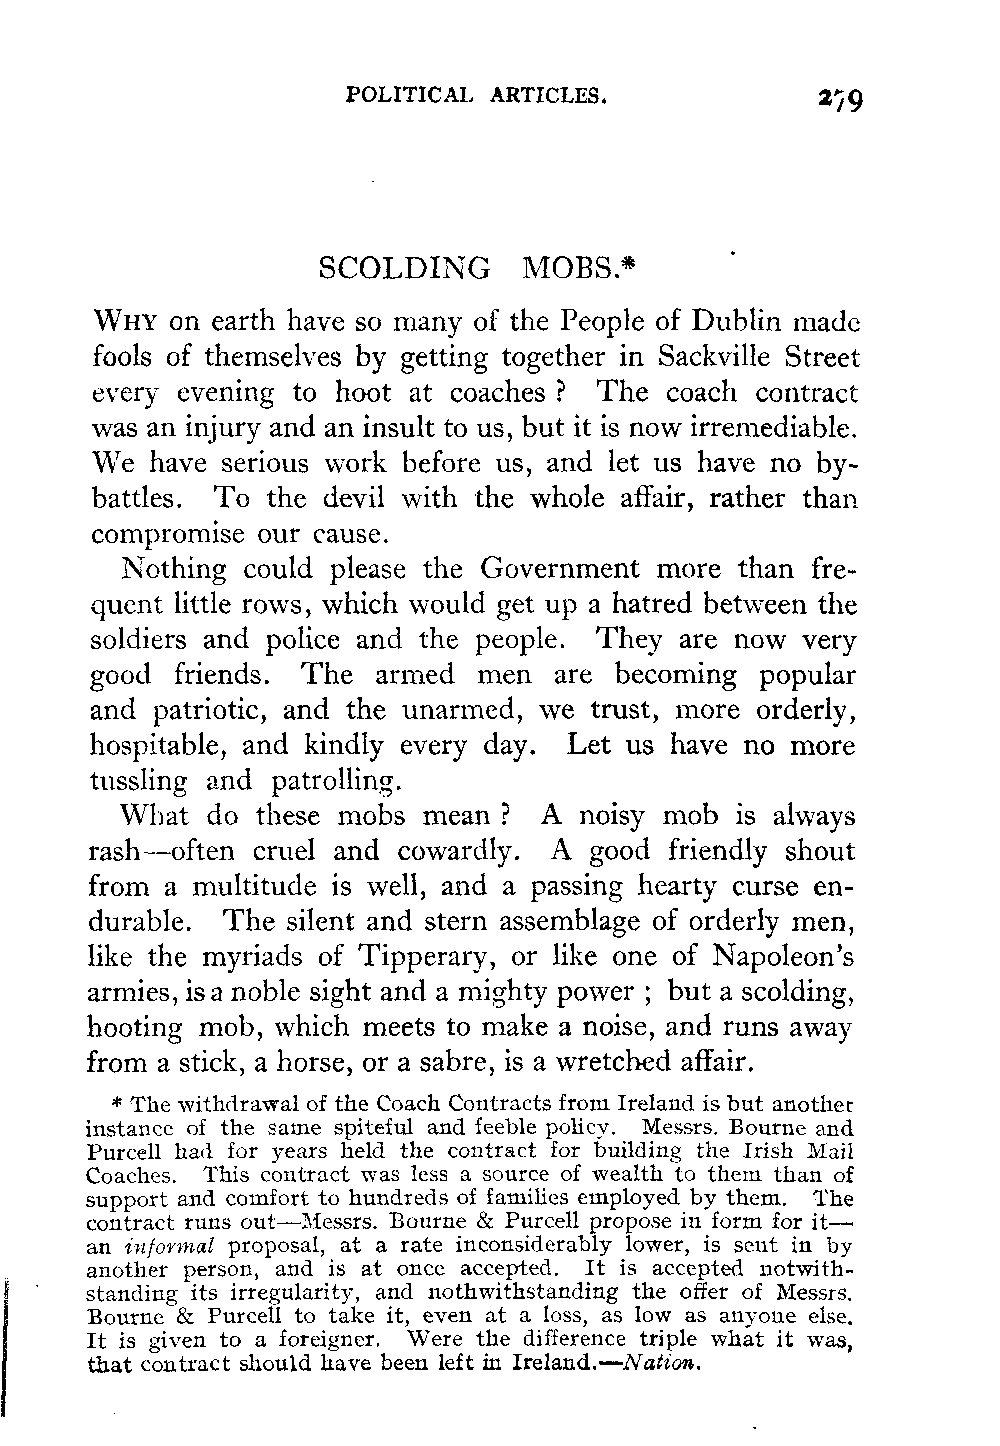 POLITICAL ARTICLES. 279
SCOLDING MOBS.*
WHY on earth have so many of the People of Dublin made
fools of themselves by getting together in Sackville Street
every evening to hoot at coaches ? The coach contract
was an injury and an insult to us, but it is now irremediable.
We have serious work before us, and let us have no by-
battles. To the devil with the whole affair, rather than
compromise our cause.
Nothing could please the Government more than fre-
quent little rows, which would get up a hatred between the
soldiers and police and the people. They are now very
good friends. The armed men are becoming popular
and patriotic, and the unarmed, we trust, more orderly,
hospitable, and kindly every day. Let us have no more
tussling and patrolling.
What do these mobs mean ? A noisy mob is always
rash—often cruel and cowardly. A good friendly shout
from a multitude is well, and a passing hearty curse en-
durable. The silent and stern assemblage of orderly men,
like the myriads of Tipperary, or like one of Napoleon's
armies, is a noble sight and a mighty power ; but a scolding,
hooting mob, which meets to make a noise, and runs away
from a stick, a horse, or a sabre, is a wretched affair.
* The withdrawal of the Coach Contracts from Ireland is but another
instance of the same spiteful and feeble policy. Messrs. Bourne and
Purcell had for years held the contract for building the Irish Mail
Coaches. This contract was less a source of wealth to them than of
support and comfort to hundreds of families employed by them. The
contract runs out—Messrs. Bourne & Purcell propose in form for it—
an informal proposal, at a rate inconsiderably lower, is sent in by
another person, and is at once accepted. It is accepted notwith-
standing its irregularity, and nothwithstanding the offer of Messrs.
Bourne & Purcell to take it, even at a loss, as low as anyone else.
It is given to a foreigner. Were the difference triple what it was,
that contract should have been left in Ireland.—Nation.